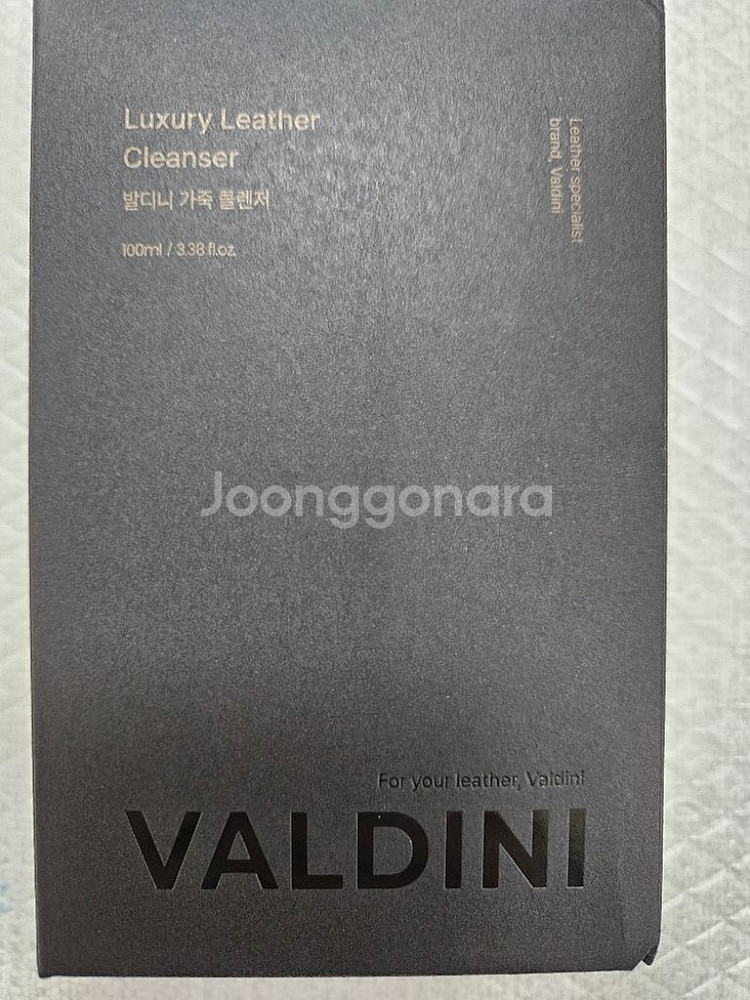 Luxury Leather
Cleanser
발디니 가죽 클렌저
100ml / 3.38 fl.oz.
Leather specialist
brand, Valdini
Joonggonara
For your leather, Valdini
VALDINI